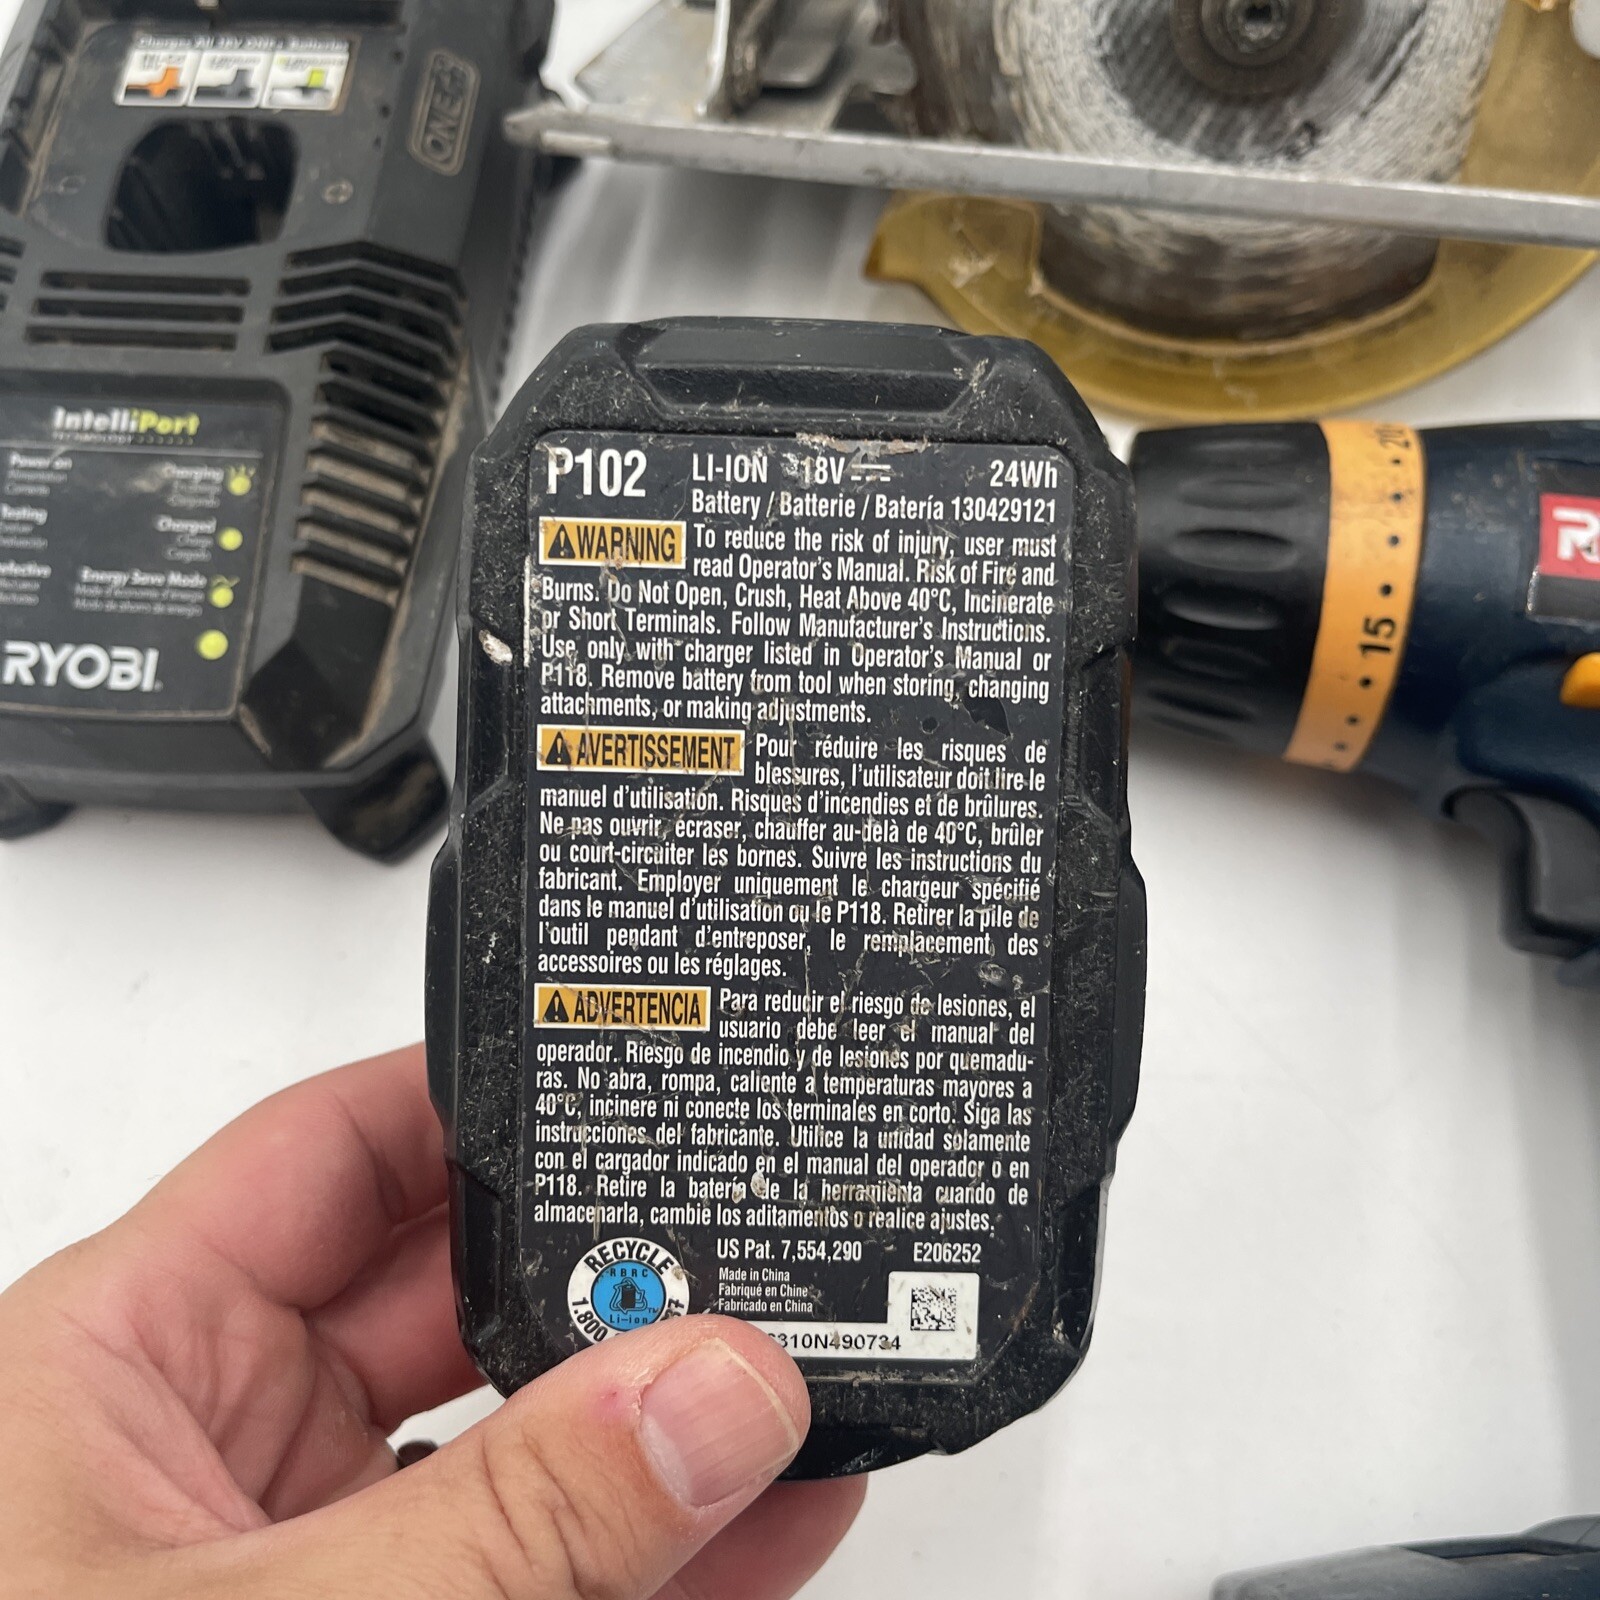 Charges All 18V ONE+ Batteries
ONE+
IntelliPort
TECHNOLOGY
Power on
Charging
Testing
Charged
Energy Save Mode
RYOBI
20
15
R
P102 LI-ION 18V 24Wh
Battery / Batterie / Batería 130429121
WARNING To reduce the risk of injury, user must
read Operator's Manual. Risk of Fire and
Burns. Do Not Open, Crush, Heat Above 40°C, Incinerate
or Short Terminals. Follow Manufacturer's Instructions.
Use only with charger listed in Operator's Manual or
P118. Remove battery from tool when storing, changing
attachments, or making adjustments.
AVERTISSEMENT Pour réduire les risques de
blessures, l'utilisateur doit lire le
manuel d'utilisation. Risques d'incendies et de brûlures.
Ne pas ouvrir, écraser, chauffer au-delà de 40°C, brûler
ou court-circuiter les bornes. Suivre les instructions du
fabricant. Employer uniquement le chargeur spécifié
dans le manuel d'utilisation ou le P118. Retirer la pile de
l'outil pendant d'entreposer, le remplacement des
accessoires ou les réglages.
ADVERTENCIA Para reducir el riesgo de lesiones, el
usuario debe leer el manual del
operador. Riesgo de incendio y de lesiones por quemadu-
ras. No abra, rompa, caliente a temperaturas mayores a
40°C, incinere ni conecte los terminales en corto. Siga las
instrucciones del fabricante. Utilice la unidad solamente
con el cargador indicado en el manual del operador o en
P118. Retire la batería de la herramienta cuando de
almacenarla, cambie los aditamentos o realice ajustes.
US Pat. 7,554,290 E206252
Made in China
Fabriqué en Chine
Fabricado en China
RECYCLE
RBRC
Li-ion
1.800
310N490734